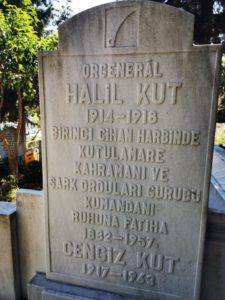 ORGENERAL
HALİL KUT
1914-1918
BİRİNCİ CİHAN HARBİNDE
KUTULAMARE
KAHRAMANI VE
ŞARK ORDULARI GURUBU
KUMANDANI
RUHUNA FATİHA
1882-1957
CENGİZ KUT
1917-1963